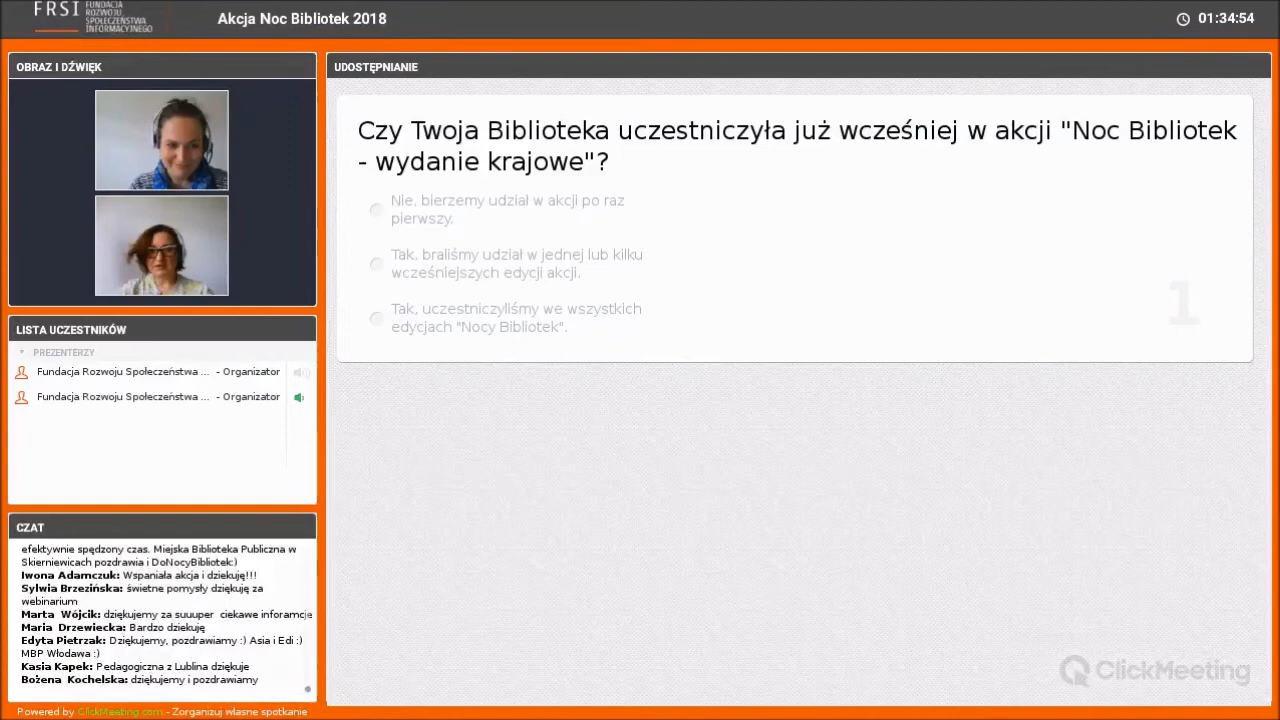 FRSI
FUNDACJA
ROZWOJU
SPOŁECZEŃSTWA
INFORMACYJNEGO
Akcja Noc Bibliotek 2018
01:34:54
OBRAZ I DŹWIĘK
UDOSTĘPNIANIE
Czy Twoja Biblioteka uczestniczyła już wcześniej w akcji "Noc Bibliotek
- wydanie krajowe"?
Nie, bierzemy udział w akcji po raz
pierwszy.
Tak, braliśmy udział w jednej lub kilku
wcześniejszych edycji akcji.
Tak, uczestniczyliśmy we wszystkich
edycjach "Nocy Bibliotek".
1
LISTA UCZESTNIKÓW
PREZENTERZY
Fundacja Rozwoju Społeczeństwa ... - Organizator
Fundacja Rozwoju Społeczeństwa ... - Organizator
CZAT
efektywnie spędzony czas. Miejska Biblioteka Publiczna w
Skierniewicach pozdrawia i DoNocyBibliotek:)
Iwona Adamczuk: Wspaniała akcja i dziekuję!!!
Sylwia Brzezińska: świetne pomysły dziękuję za
webinarium
Marta Wójcik: dziękujemy za suuuper ciekawe inforamcje
Maria Drzewiecka: Bardzo dziekuję
Edyta Pietrzak: Dziękujemy, pozdrawiamy :) Asia i Edi :)
MBP Włodawa :)
Kasia Kapek: Pedagogiczna z Lublina dziękuje
Bożena Kochelska: dziękujemy i pozdrawiamy
ClickMeeting
Powered by ClickMeeting.com - Zorganizuj własne spotkanie